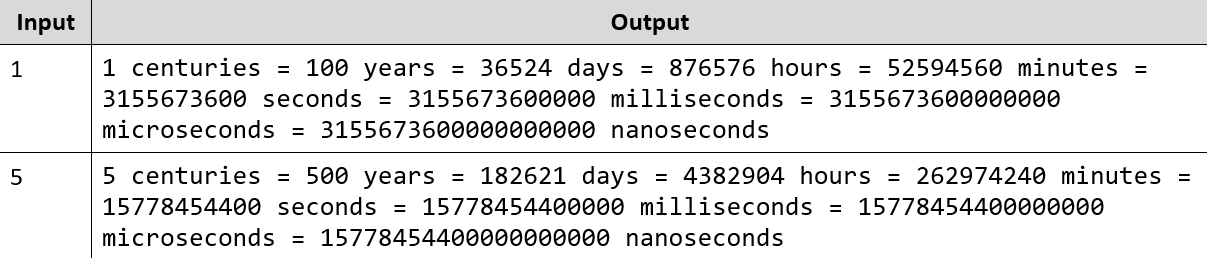 Input Output
1 1 centuries = 100 years = 36524 days = 876576 hours = 52594560 minutes =
3155673600 seconds = 3155673600000 milliseconds = 3155673600000000
microseconds = 3155673600000000000 nanoseconds
5 5 centuries = 500 years = 182621 days = 4382904 hours = 262974240 minutes =
15778454400 seconds = 15778454400000 milliseconds = 15778454400000000
microseconds = 15778454400000000000 nanoseconds